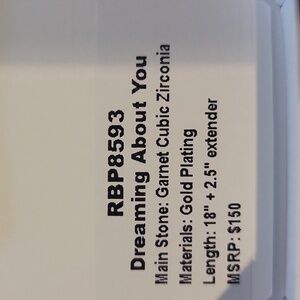 RBP8593
Dreaming About You
Main Stone: Garnet Cubic Zirconia
Materials: Gold Plating
Length: 18" + 2.5" extender
MSRP: $150